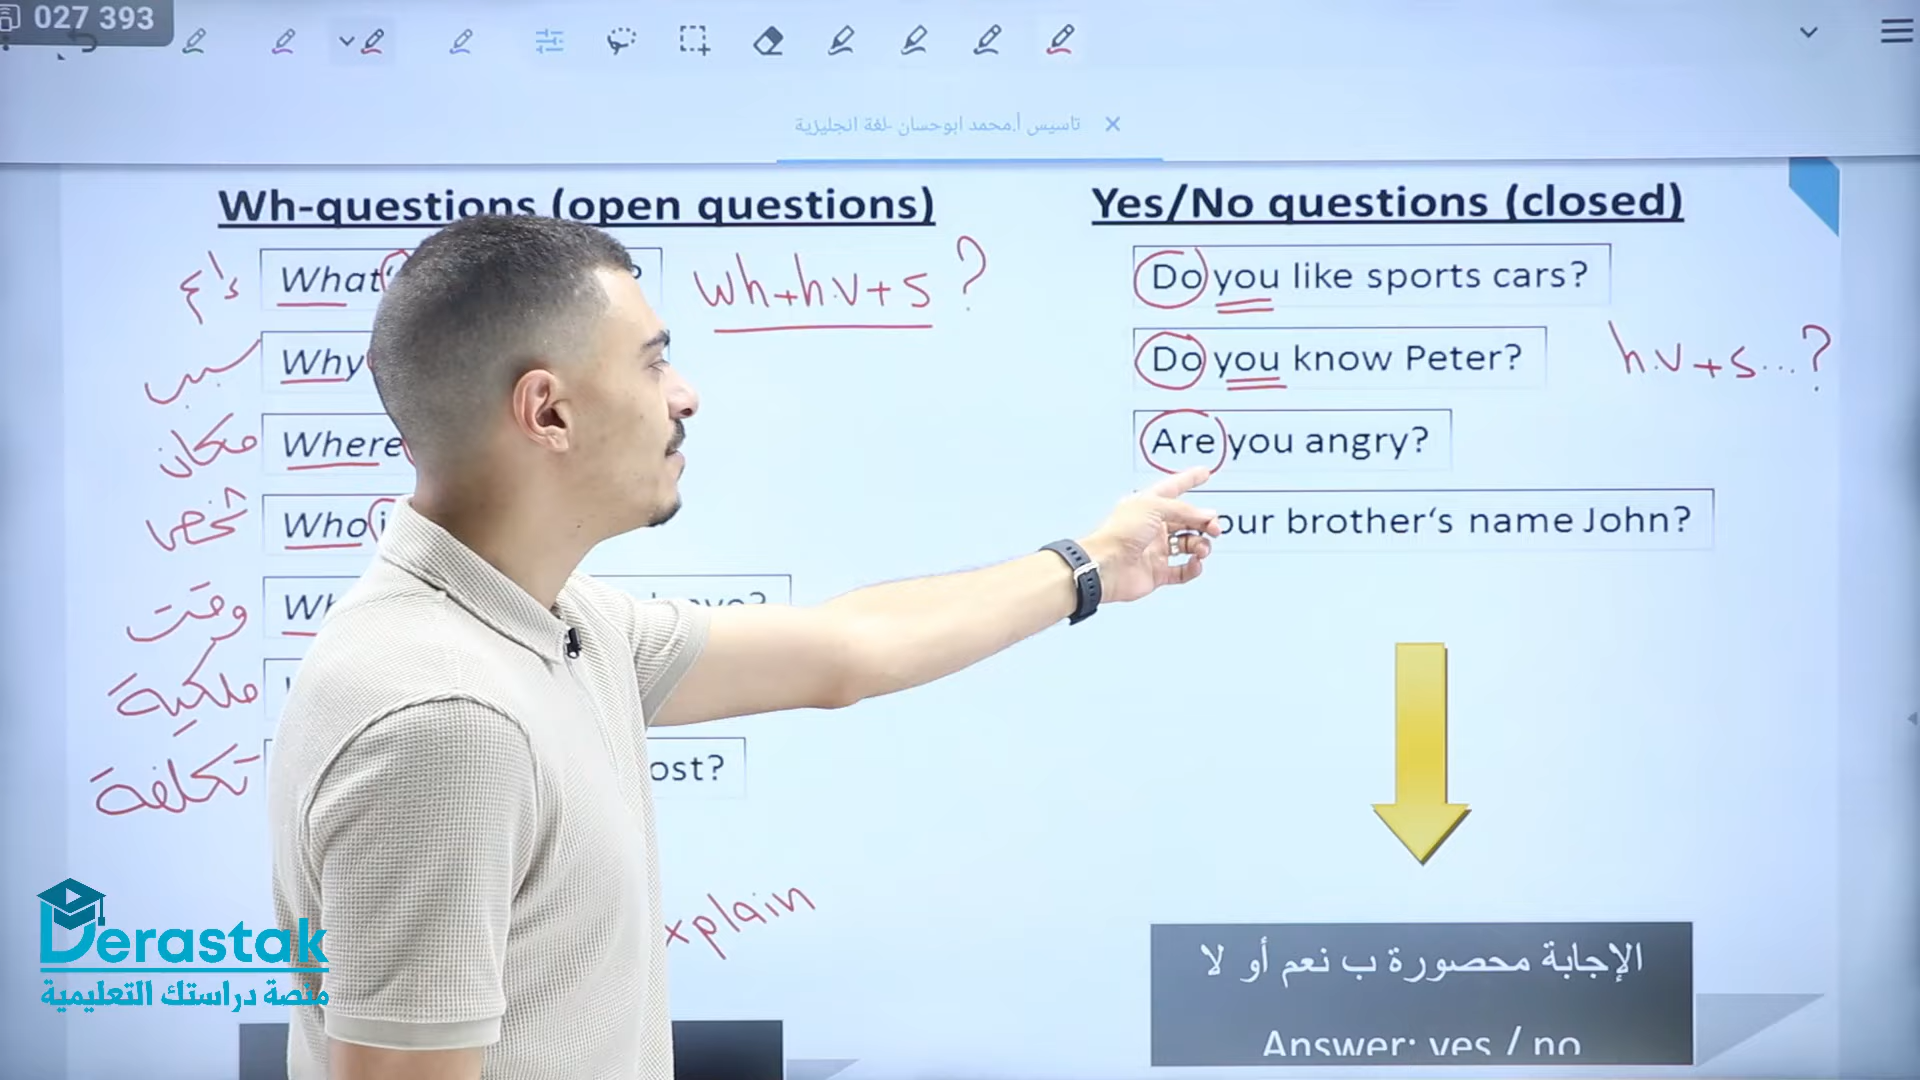 027 393
تاسيس أ.محمد ابوحسان -لغة انجليزية
Wh-questions (open questions)
What' ?
wh+h.v+s ?
Why
سبب
Where
مكان
Who
شخص
وقت
ملكية
ost?
تكلفة
xplain
Yes/No questions (closed)
Do you like sports cars?
Do you know Peter?
h.v+s...?
Are you angry?
our brother‘s name John?
الإجابة محصورة ب نعم أو لا
Answer: yes / no
Derastak
منصة دراستك التعليمية